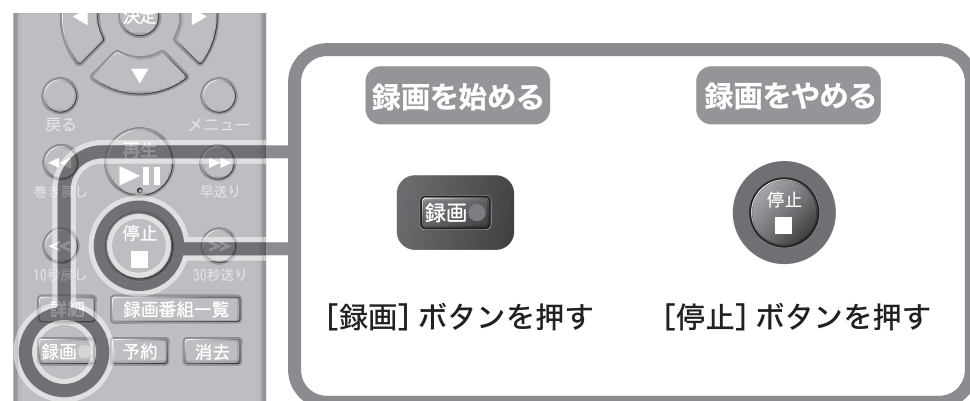 決定
戻る
メニュー
再生
巻き戻し
早送り
停止
10秒戻し
30秒送り
詳細
録画番組一覧
録画
予約
消去
録画を始める
録画
[録画] ボタンを押す
録画をやめる
停止
[停止] ボタンを押す